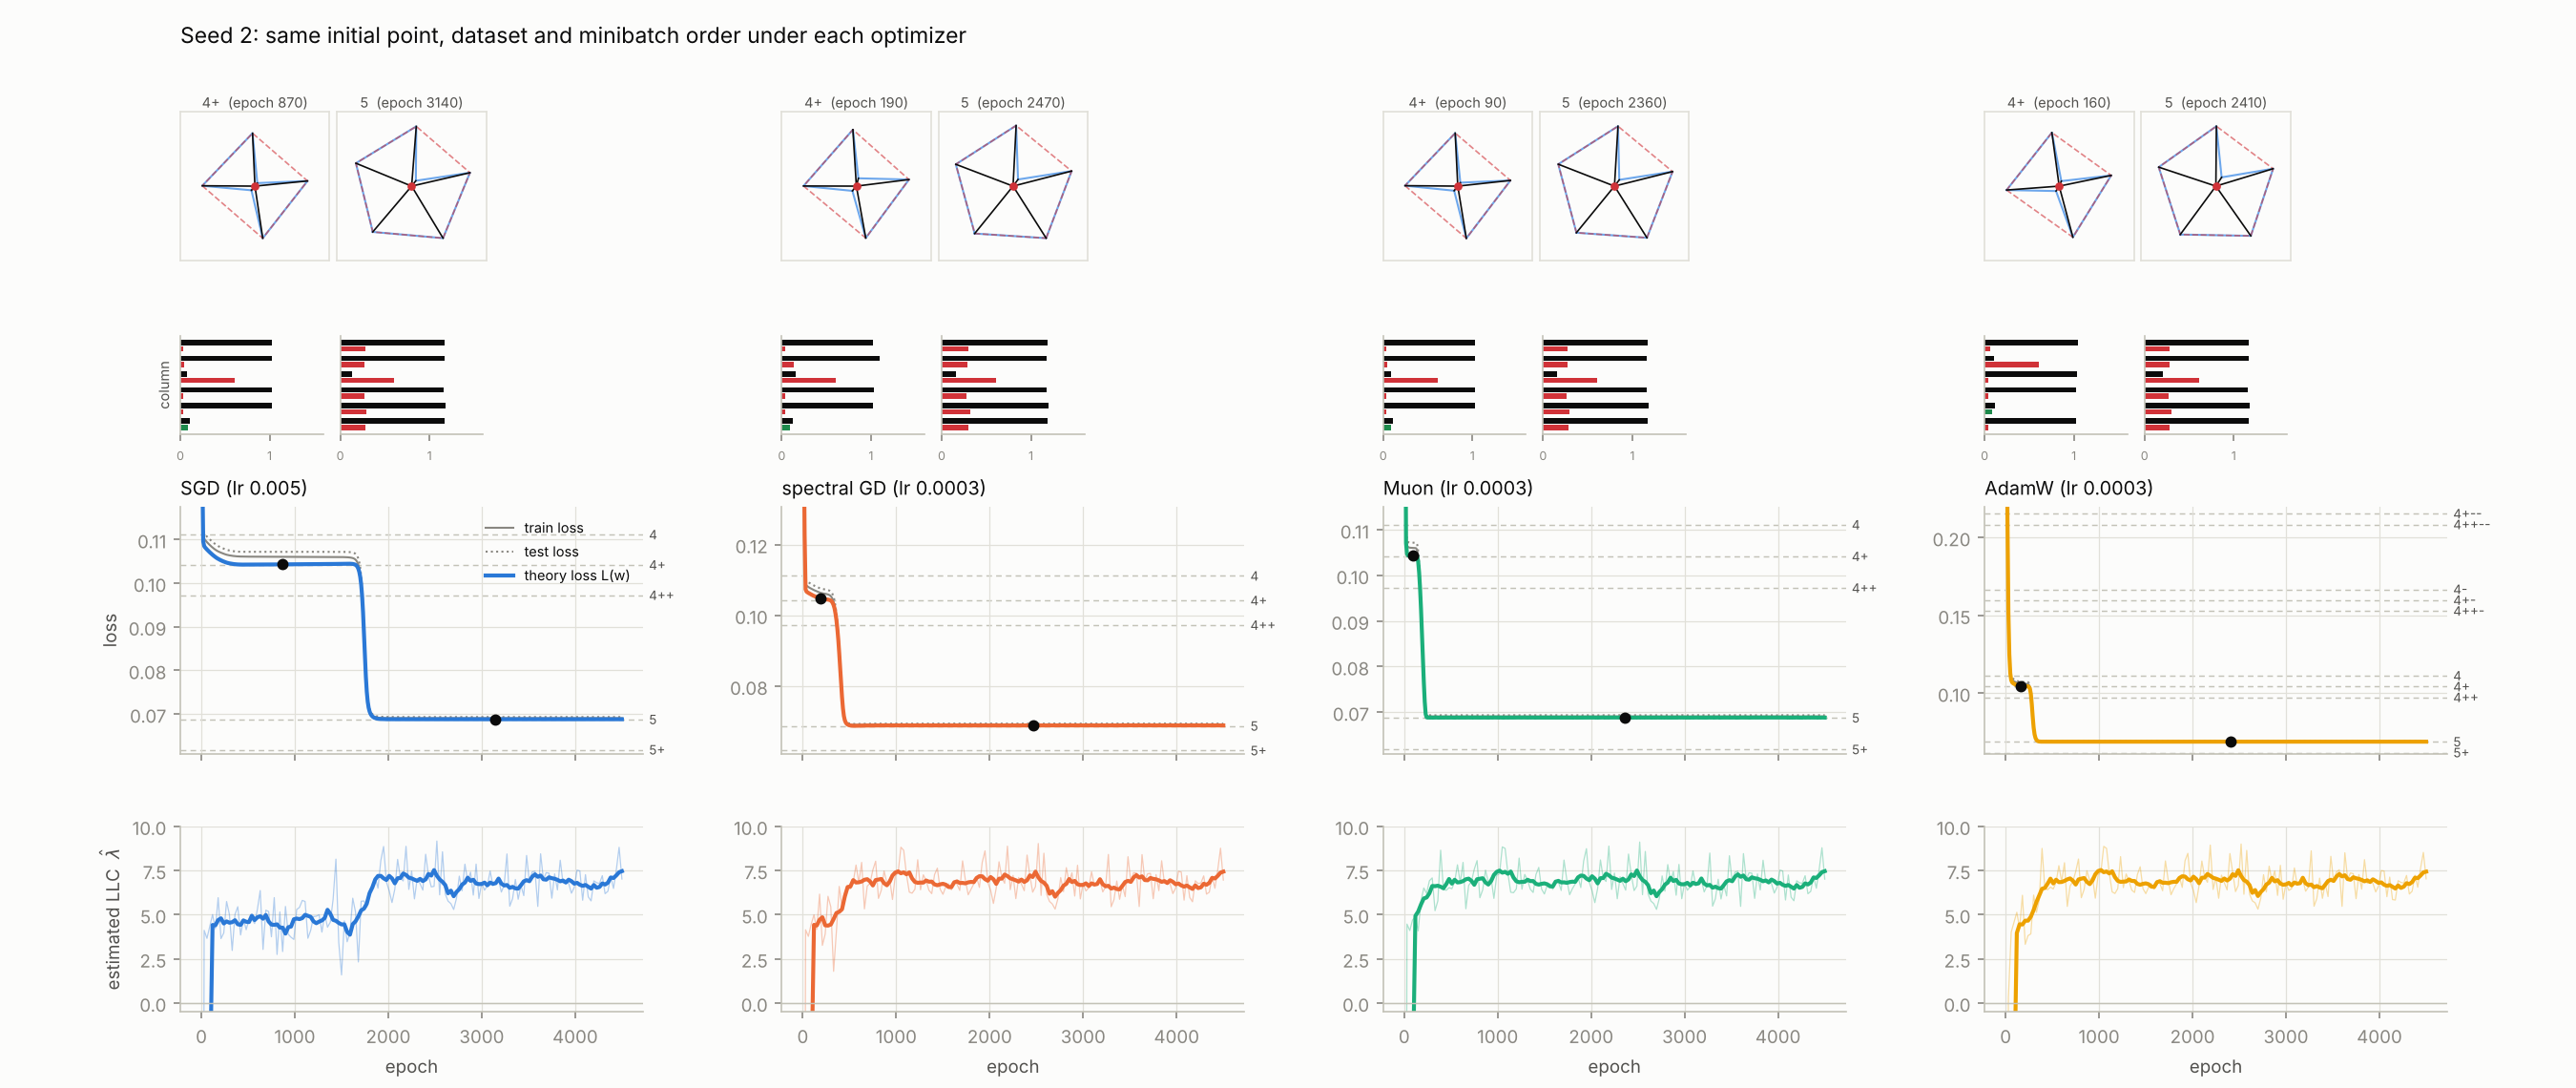 Seed 2: same initial point, dataset and minibatch order under each optimizer
4+ (epoch 870)
5 (epoch 3140)
4+ (epoch 190)
5 (epoch 2470)
4+ (epoch 90)
5 (epoch 2360)
4+ (epoch 160)
5 (epoch 2410)
column
0 1
0 1
0 1
0 1
0 1
0 1
0 1
0 1
SGD (lr 0.005)
loss
0.11
0.10
0.09
0.08
0.07
train loss
test loss
theory loss L(w)
4
4+
4++
5
5+
spectral GD (lr 0.0003)
0.12
0.10
0.08
4
4+
4++
5
5+
Muon (lr 0.0003)
0.11
0.10
0.09
0.08
0.07
4
4+
4++
5
5+
AdamW (lr 0.0003)
0.20
0.15
0.10
4+--
4++--
4-
4+-
4++-
4
4+
4++
5
5+
estimated LLC λ̂
10.0
7.5
5.0
2.5
0.0
0 1000 2000 3000 4000
epoch
10.0
7.5
5.0
2.5
0.0
0 1000 2000 3000 4000
epoch
10.0
7.5
5.0
2.5
0.0
0 1000 2000 3000 4000
epoch
10.0
7.5
5.0
2.5
0.0
0 1000 2000 3000 4000
epoch